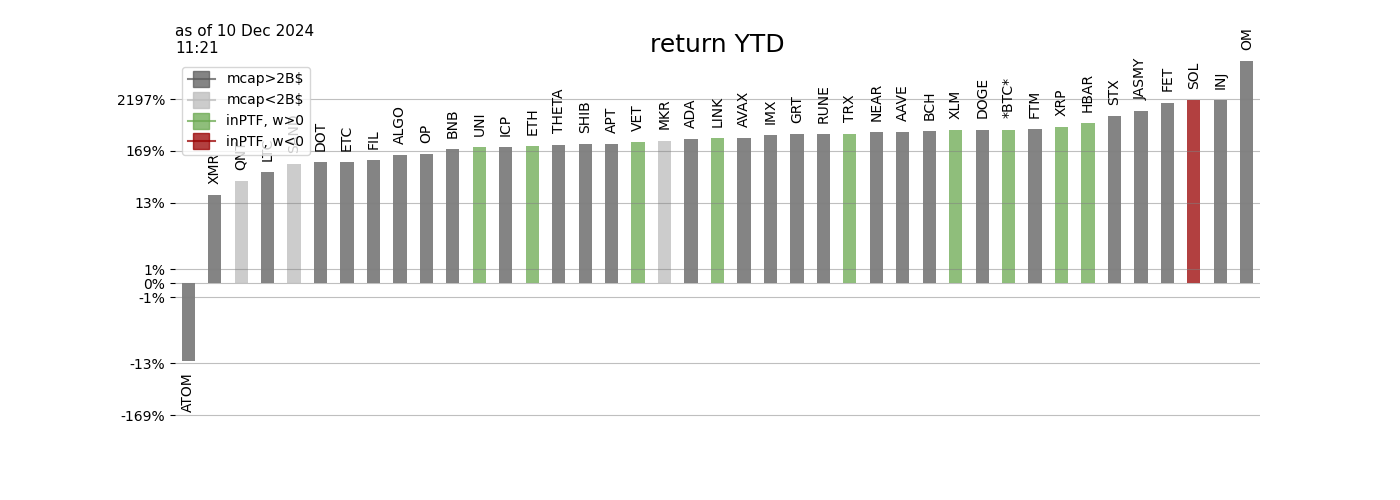 as of 10 Dec 2024
11:21
return YTD
mcap>2B$
mcap<2B$
inPTF, w>0
inPTF, w<0
2197%
169%
13%
1%
0%
-1%
-13%
-169%
ATOM
XMR
DOT
ETC
FIL
ALGO
OP
BNB
UNI
ICP
ETH
THETA
SHIB
APT
VET
MKR
ADA
LINK
AVAX
IMX
GRT
RUNE
TRX
NEAR
AAVE
BCH
XLM
DOGE
*BTC*
FTM
XRP
HBAR
STX
JASMY
FET
SOL
INJ
OM